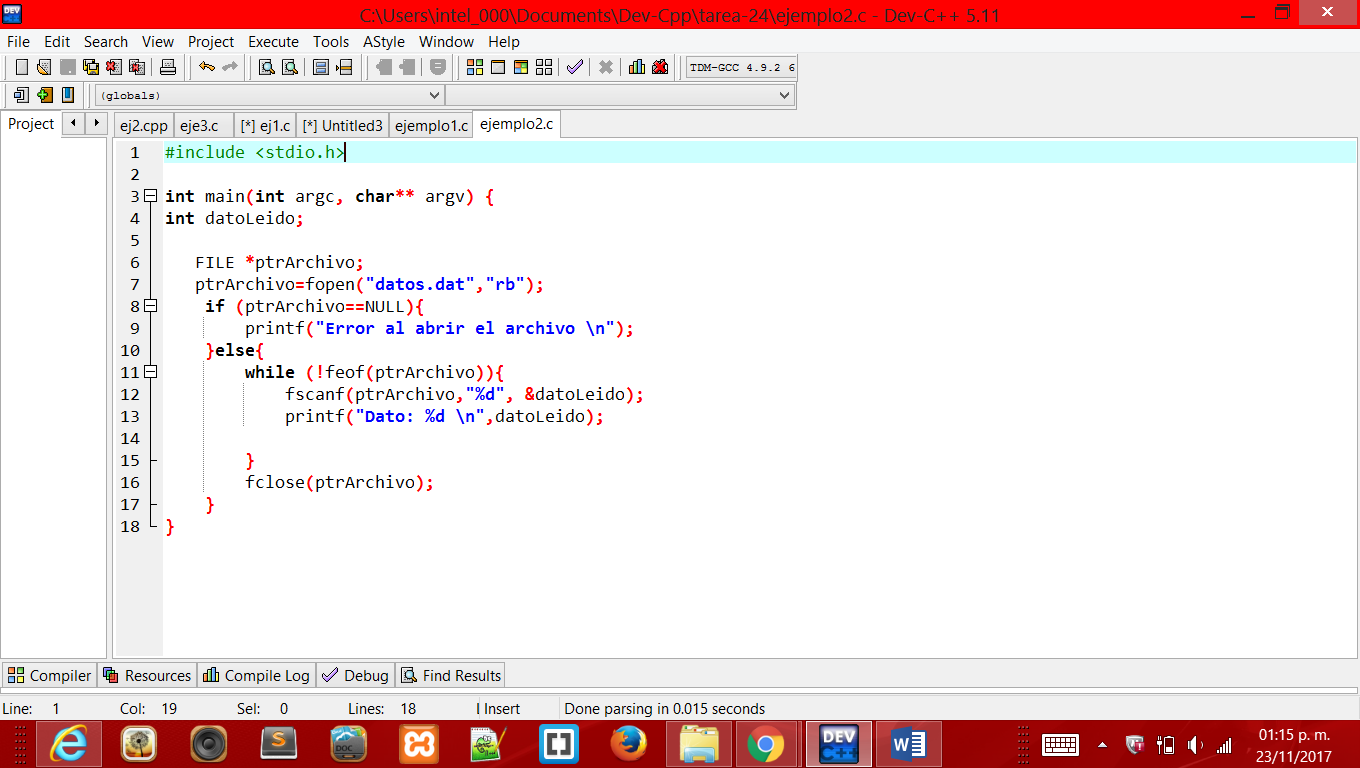 C:\Users\intel_000\Documents\Dev-Cpp\tarea-24\ejemplo2.c - Dev-C++ 5.11
File Edit Search View Project Execute Tools AStyle Window Help
TDM-GCC 4.9.2 6
(globals)
Project ej2.cpp eje3.c [*] ej1.c [*] Untitled3 ejemplo1.c ejemplo2.c
1 #include <stdio.h>
2
3 int main(int argc, char** argv) {
4 int datoLeido;
5
6 FILE *ptrArchivo;
7 ptrArchivo=fopen("datos.dat","rb");
8 if (ptrArchivo==NULL){
9 printf("Error al abrir el archivo \n");
10 }else{
11 while (!feof(ptrArchivo)){
12 fscanf(ptrArchivo,"%d", &datoLeido);
13 printf("Dato: %d \n",datoLeido);
14
15 }
16 fclose(ptrArchivo);
17 }
18 }
Compiler Resources Compile Log Debug Find Results
Line: 1 Col: 19 Sel: 0 Lines: 18 Insert Done parsing in 0.015 seconds
DOC DEV C++ W
01:15 p. m.
23/11/2017